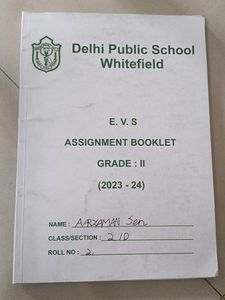 Delhi Public School
Whitefield
E. V. S
ASSIGNMENT BOOKLET
GRADE : II
(2023 - 24)
NAME : AARYAMAN Sen
CLASS/SECTION : 2 /D
ROLL NO : 2.